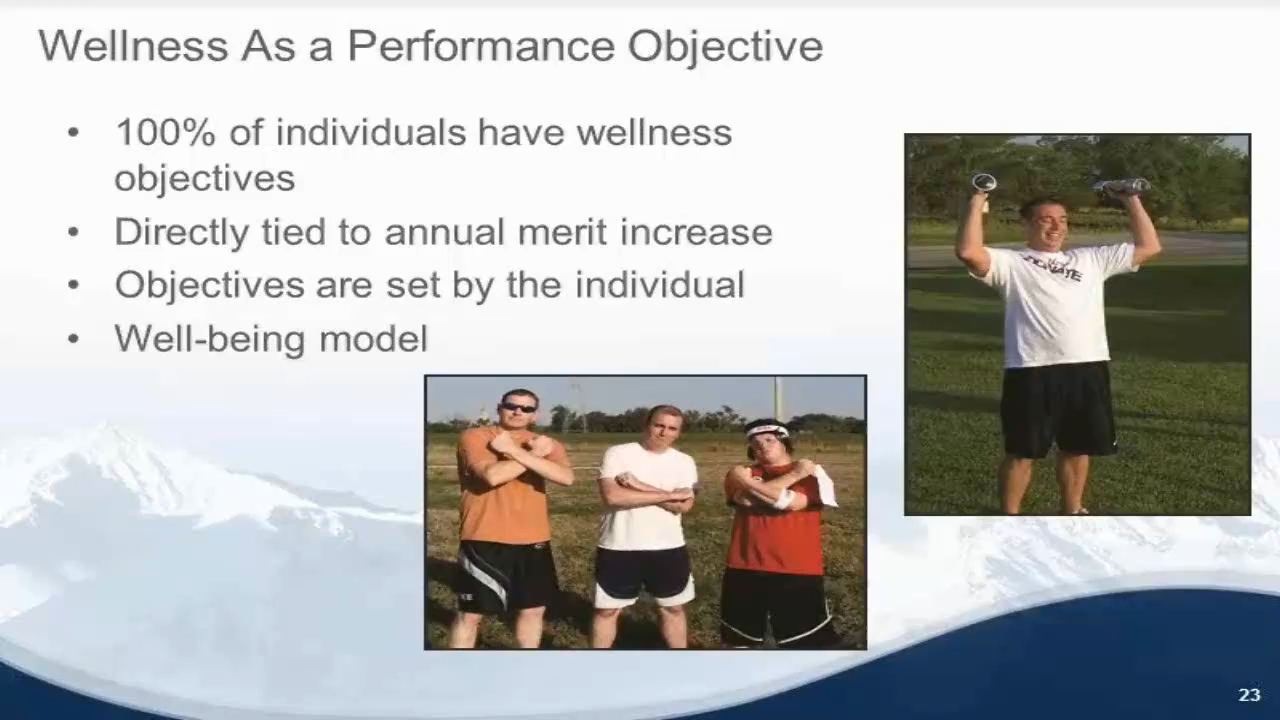 Wellness As a Performance Objective
• 100% of individuals have wellness
objectives
• Directly tied to annual merit increase
• Objectives are set by the individual
• Well-being model
DONATE
23